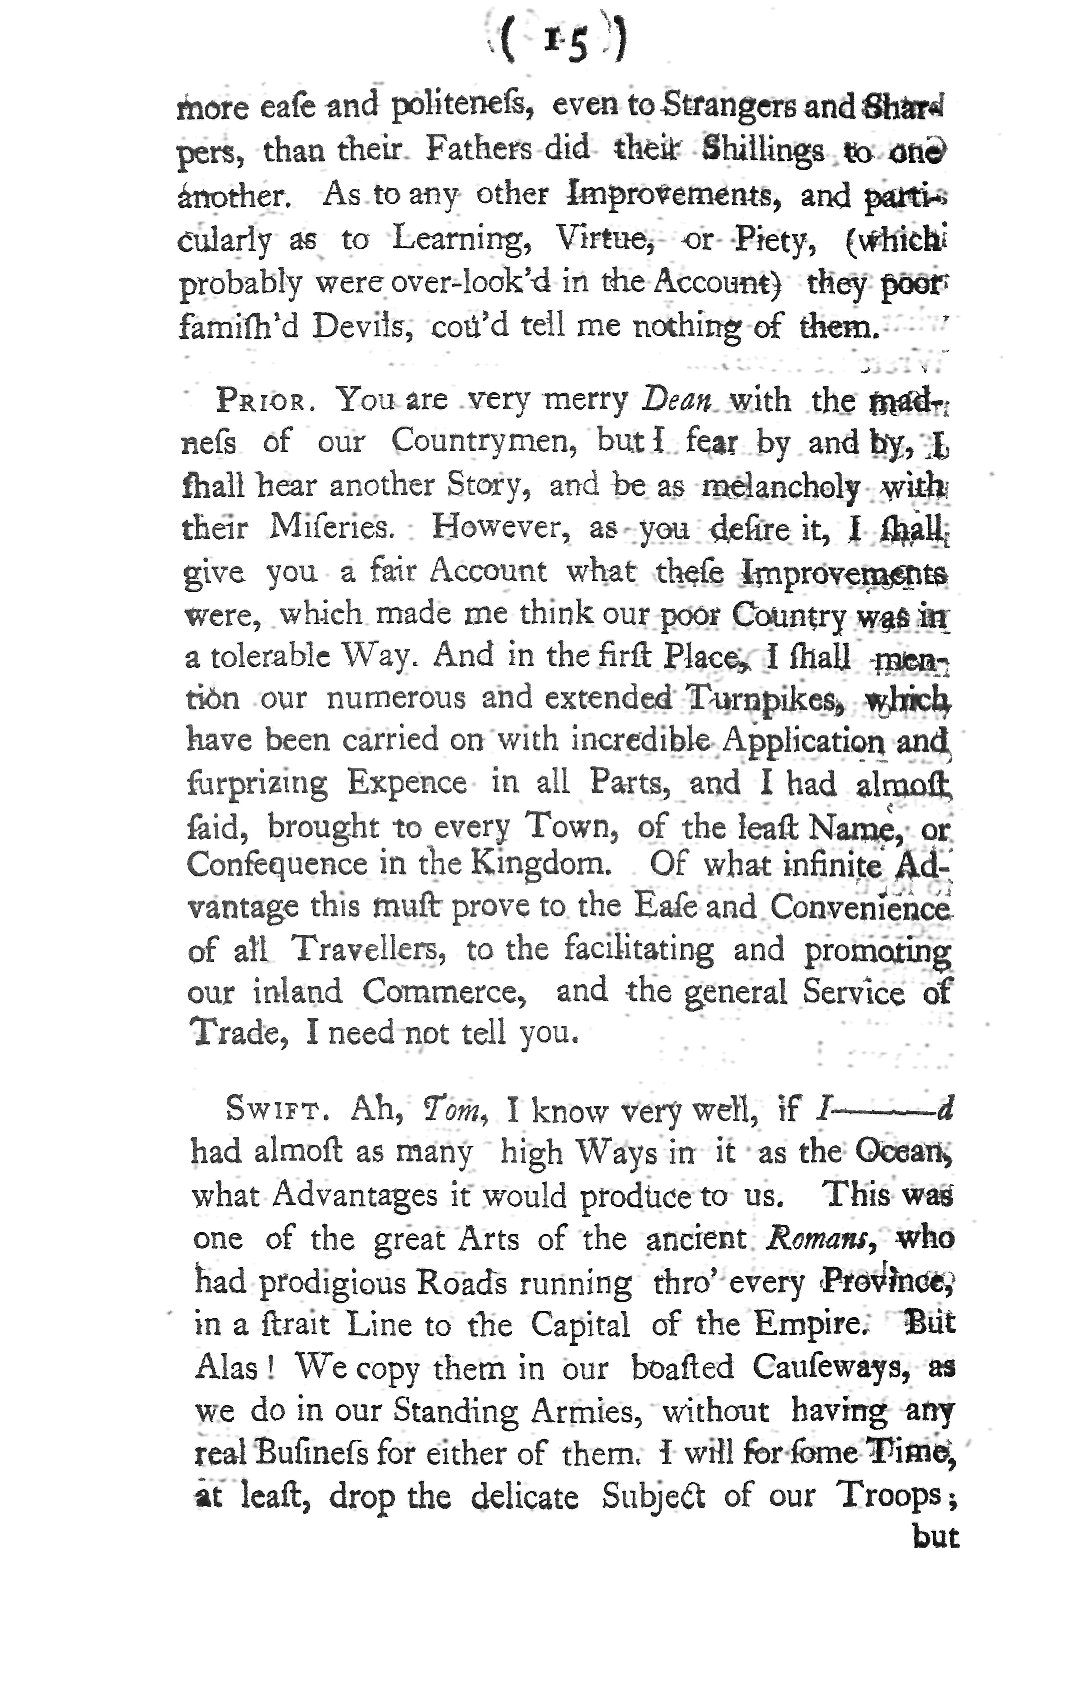 ( 15 )
more eaſe and politeneſs, even to Strangers and Shar-
pers, than their Fathers did their Shillings to one
another. As to any other Improvements, and parti-
cularly as to Learning, Virtue, or Piety, (which
probably were over-look'd in the Account) they poor
famiſh'd Devils, cou'd tell me nothing of them.
PRIOR. You are very merry Dean with the mad-
neſs of our Countrymen, but I fear by and by, I
ſhall hear another Story, and be as melancholy with
their Miſeries. However, as you deſire it, I ſhall
give you a fair Account what theſe Improvements
were, which made me think our poor Country was in
a tolerable Way. And in the firſt Place, I ſhall men-
tion our numerous and extended Turnpikes, which
have been carried on with incredible Application and
ſurprizing Expence in all Parts, and I had almoſt
ſaid, brought to every Town, of the leaſt Name, or
Conſequence in the Kingdom. Of what infinite Ad-
vantage this muſt prove to the Eaſe and Convenience
of all Travellers, to the facilitating and promoting
our inland Commerce, and the general Service of
Trade, I need not tell you.
SWIFT. Ah, Tom, I know very well, if I———d
had almoſt as many high Ways in it as the Ocean,
what Advantages it would produce to us. This was
one of the great Arts of the ancient Romans, who
had prodigious Roads running thro' every Province,
in a ſtrait Line to the Capital of the Empire. But
Alas! We copy them in our boaſted Cauſeways, as
we do in our Standing Armies, without having any
real Buſineſs for either of them. I will for ſome Time,
at leaſt, drop the delicate Subject of our Troops;
but